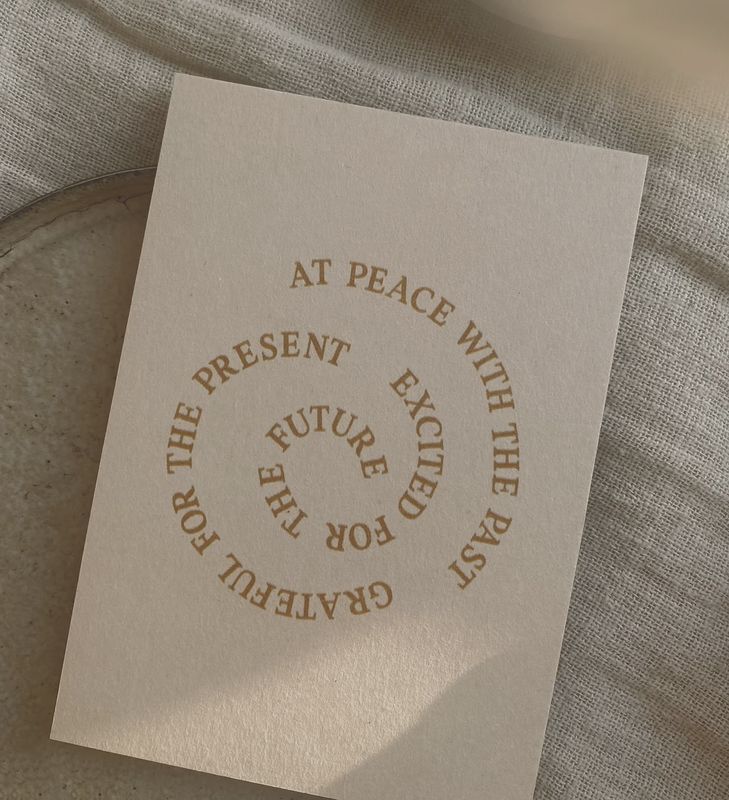 AT PEACE WITH THE PAST
GRATEFUL FOR THE PRESENT
EXCITED FOR THE FUTURE